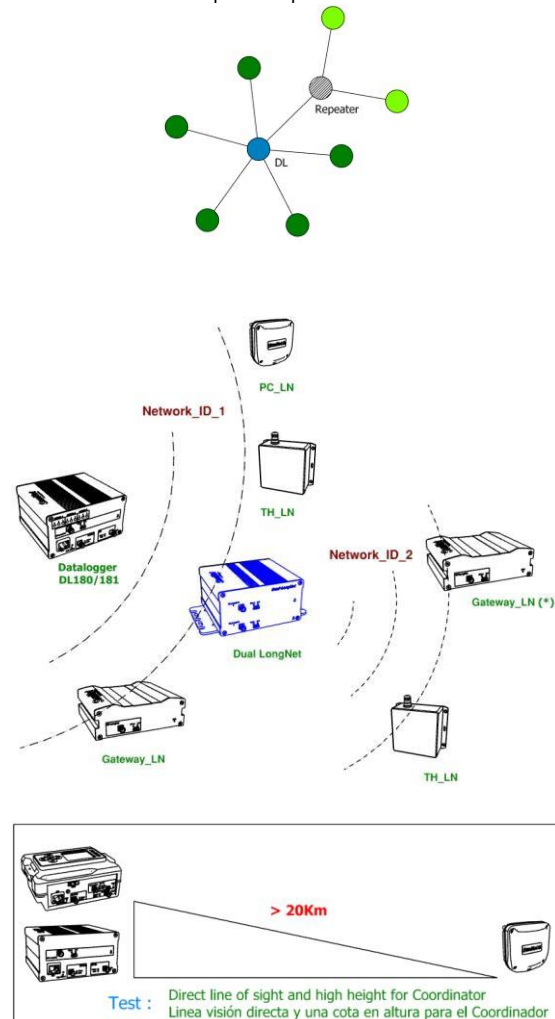 Repeater
DL
PC_LN
Network_ID_1
TH_LN
Datalogger
DL180/181
Network_ID_2
Gateway_LN (*)
Dual LongNet
Gateway_LN
TH_LN
> 20Km
Test : Direct line of sight and high height for Coordinator
Linea visión directa y una cota en altura para el Coordinador